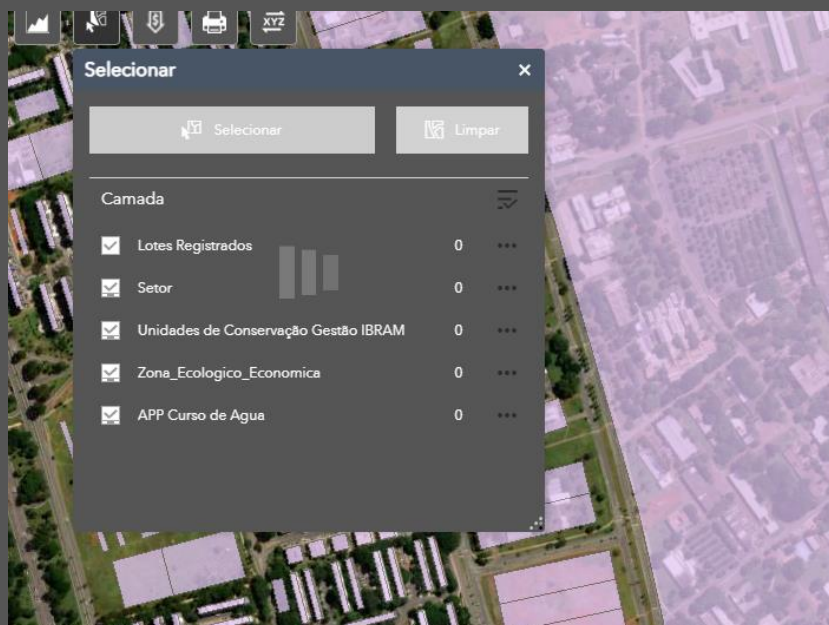 XYZ
Selecionar
Selecionar Limpar
Camada
Lotes Registrados 0
Setor 0
Unidades de Conservação Gestão IBRAM 0
Zona_Ecologico_Economica 0
APP Curso de Agua 0